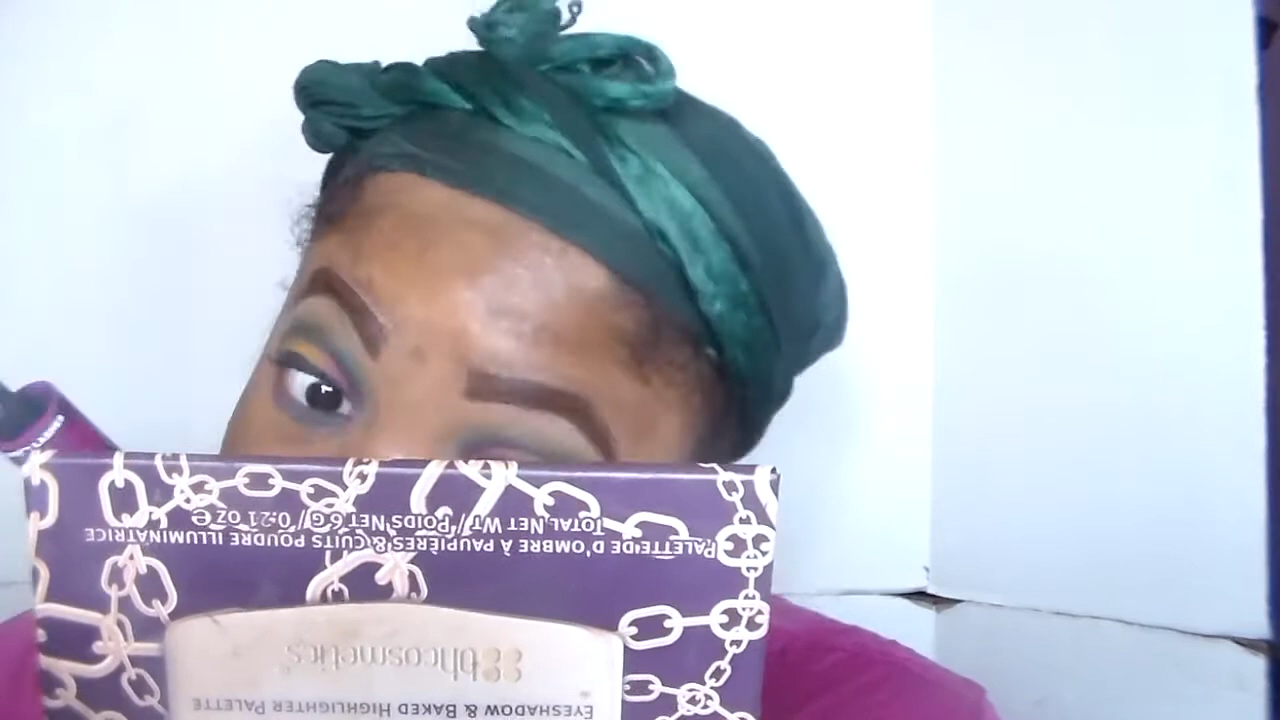 EYESHADOW & BAKED HIGHLIGHTER PALETTE
bhcosmetics
PALETTE DE D'OMBRE À PAUPIÈRES & CUITS POUDRE ILLUMINATRICE
TOTAL NET WT / POIDS NET 6 G / 0.21 OZ e